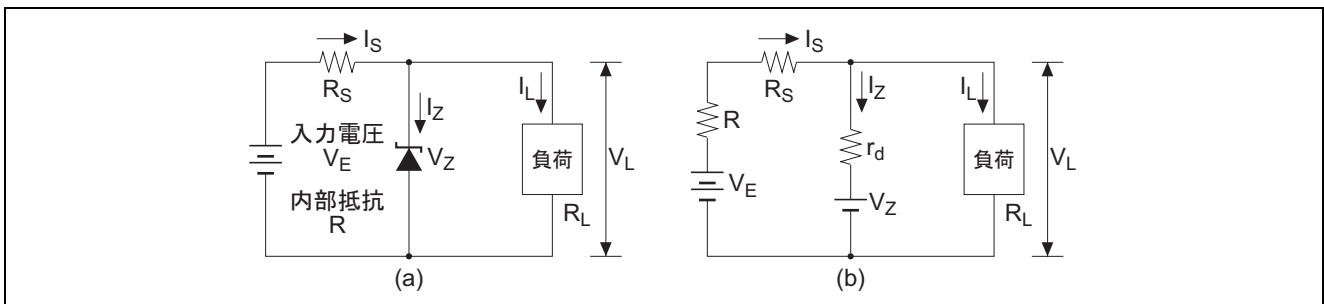 I_S
R_S
I_Z
I_L
入力電圧
V_E
V_Z
負荷
V_L
内部抵抗
R
R_L
(a)
I_S
R_S
I_Z
I_L
R
r_d
負荷
V_L
V_E
V_Z
R_L
(b)